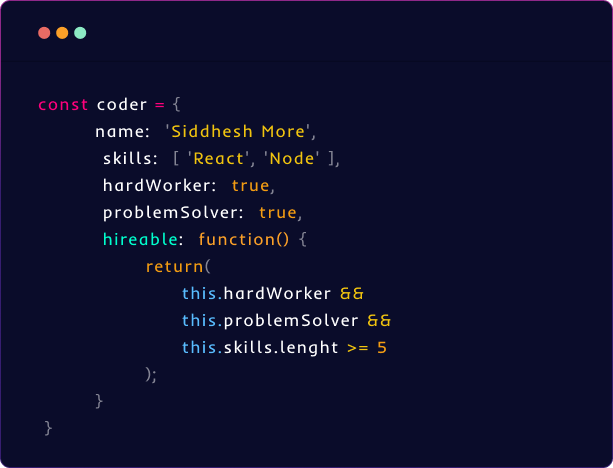 const coder = {
name: 'Siddhesh More',
skills: [ 'React', 'Node' ],
hardWorker: true,
problemSolver: true,
hireable: function() {
return(
this.hardWorker &&
this.problemSolver &&
this.skills.lenght >= 5
);
}
}